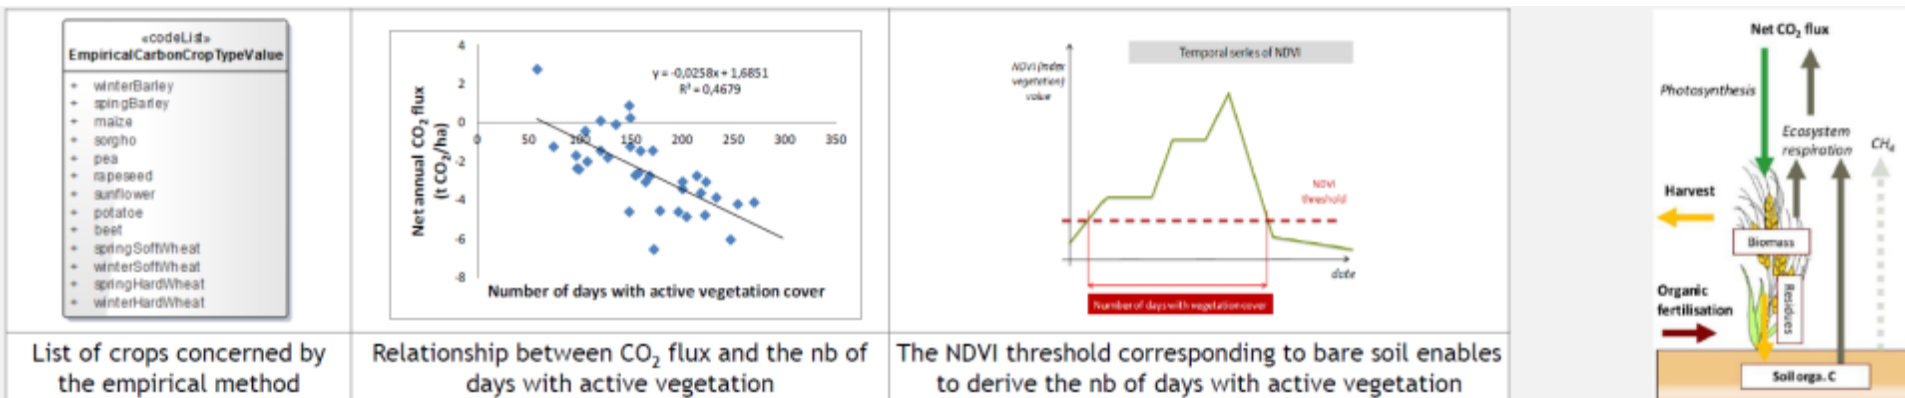 «codeList»
EmpiricalCarbonCropTypeValue
+ winterBarley
+ spingBarley
+ maize
+ sorgho
+ pea
+ rapeseed
+ sunflower
+ potatoe
+ beet
+ springSoftWheat
+ winterSoftWheat
+ springHardWheat
+ winterHardWheat
List of crops concerned by
the empirical method
4
2
0
-2
-4
-6
-8
0 50 100 150 200 250 300 350
y = -0,0258x + 1,6851
R² = 0,4679
Net annual CO₂ flux
(t CO₂/ha)
Number of days with active vegetation cover
Relationship between CO₂ flux and the nb of
days with active vegetation
Temporal series of NDVI
NDVI (index
vegetation)
value
NDVI
threshold
date
Number of days with vegetation cover
The NDVI threshold corresponding to bare soil enables
to derive the nb of days with active vegetation
Net CO₂ flux
Photosynthesis
Ecosystem
respiration
CH₄
Harvest
Biomass
Residues
Organic
fertilisation
Soil orga. C